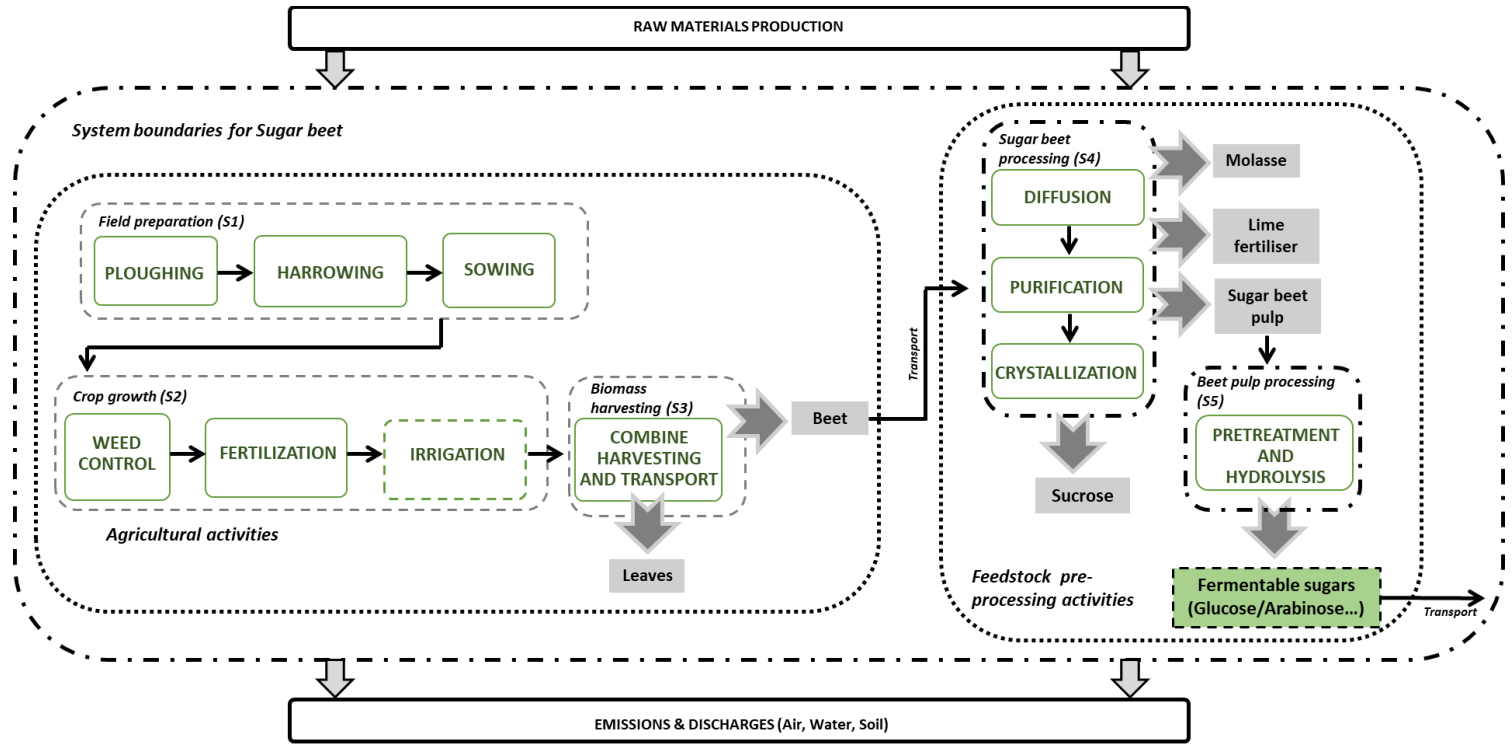 RAW MATERIALS PRODUCTION
System boundaries for Sugar beet
Field preparation (S1)
PLOUGHING
HARROWING
SOWING
Crop growth (S2)
WEED
CONTROL
FERTILIZATION
IRRIGATION
Biomass
harvesting (S3)
COMBINE
HARVESTING
AND TRANSPORT
Beet
Leaves
Agricultural activities
Transport
Sugar beet
processing (S4)
DIFFUSION
PURIFICATION
CRYSTALLIZATION
Molasse
Lime
fertiliser
Sugar beet
pulp
Sucrose
Beet pulp processing
(S5)
PRETREATMENT
AND
HYDROLYSIS
Feedstock pre-
processing activities
Fermentable sugars
(Glucose/Arabinose…)
Transport
EMISSIONS & DISCHARGES (Air, Water, Soil)